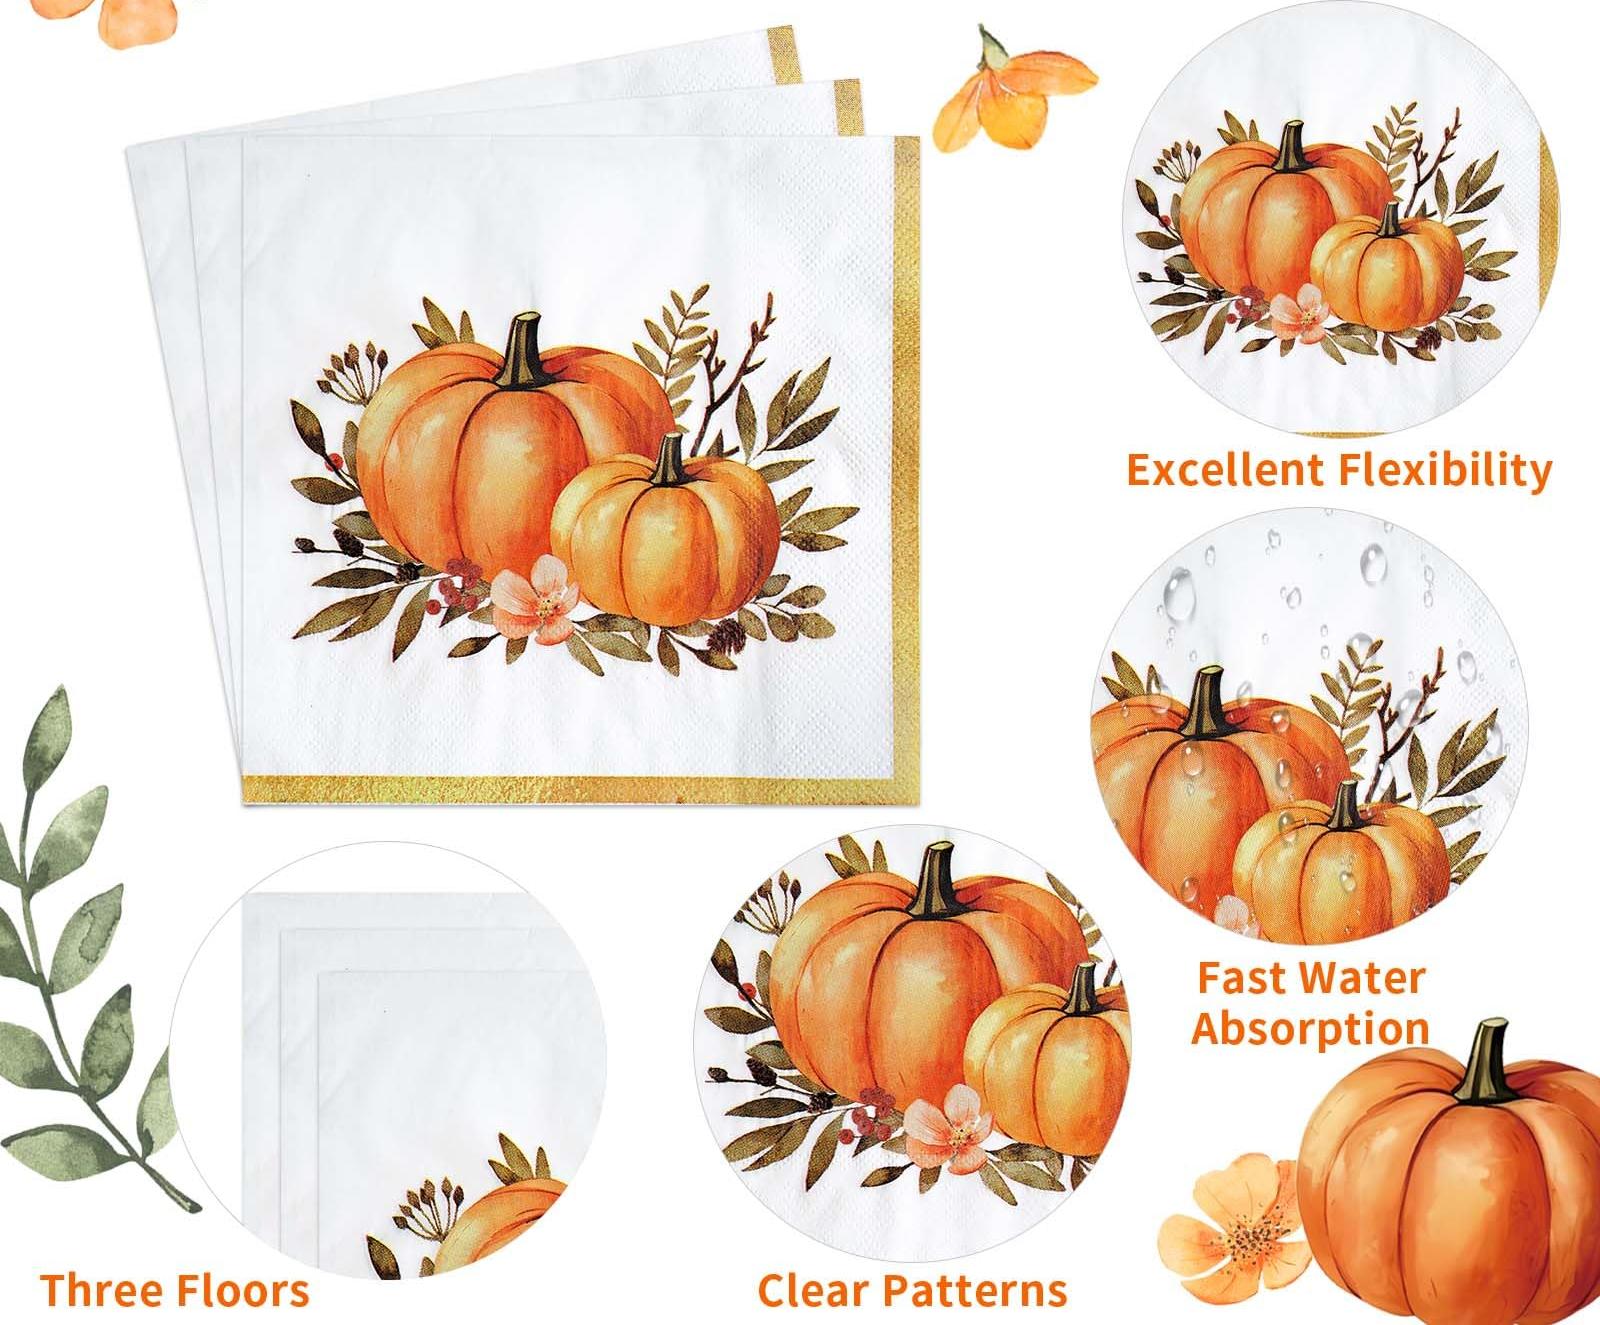 Excellent Flexibility
Fast Water
Absorption
Three Floors
Clear Patterns